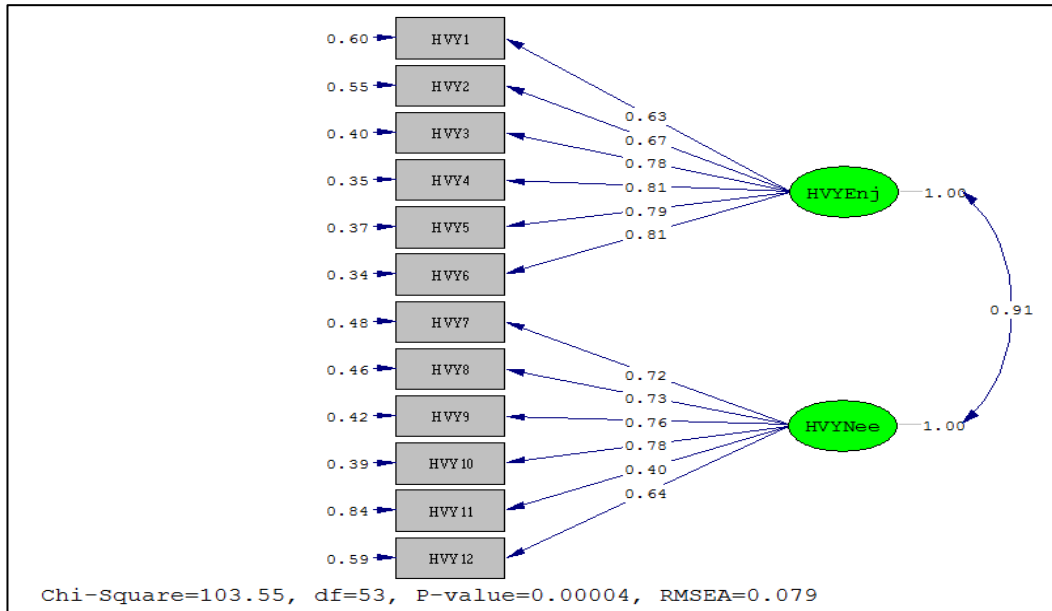 0.60 HVY1
0.55 HVY2
0.63
0.40 HVY3
0.67
0.78
0.35 HVY4
0.81
HVYEnj 1.00
0.37 HVY5
0.79
0.81
0.34 HVY6
0.48 HVY7
0.91
0.46 HVY8
0.72
0.73
0.42 HVY9
0.76
HVYNee 1.00
0.39 HVY10
0.78
0.40
0.84 HVY11
0.64
0.59 HVY12
Chi-Square=103.55, df=53, P-value=0.00004, RMSEA=0.079